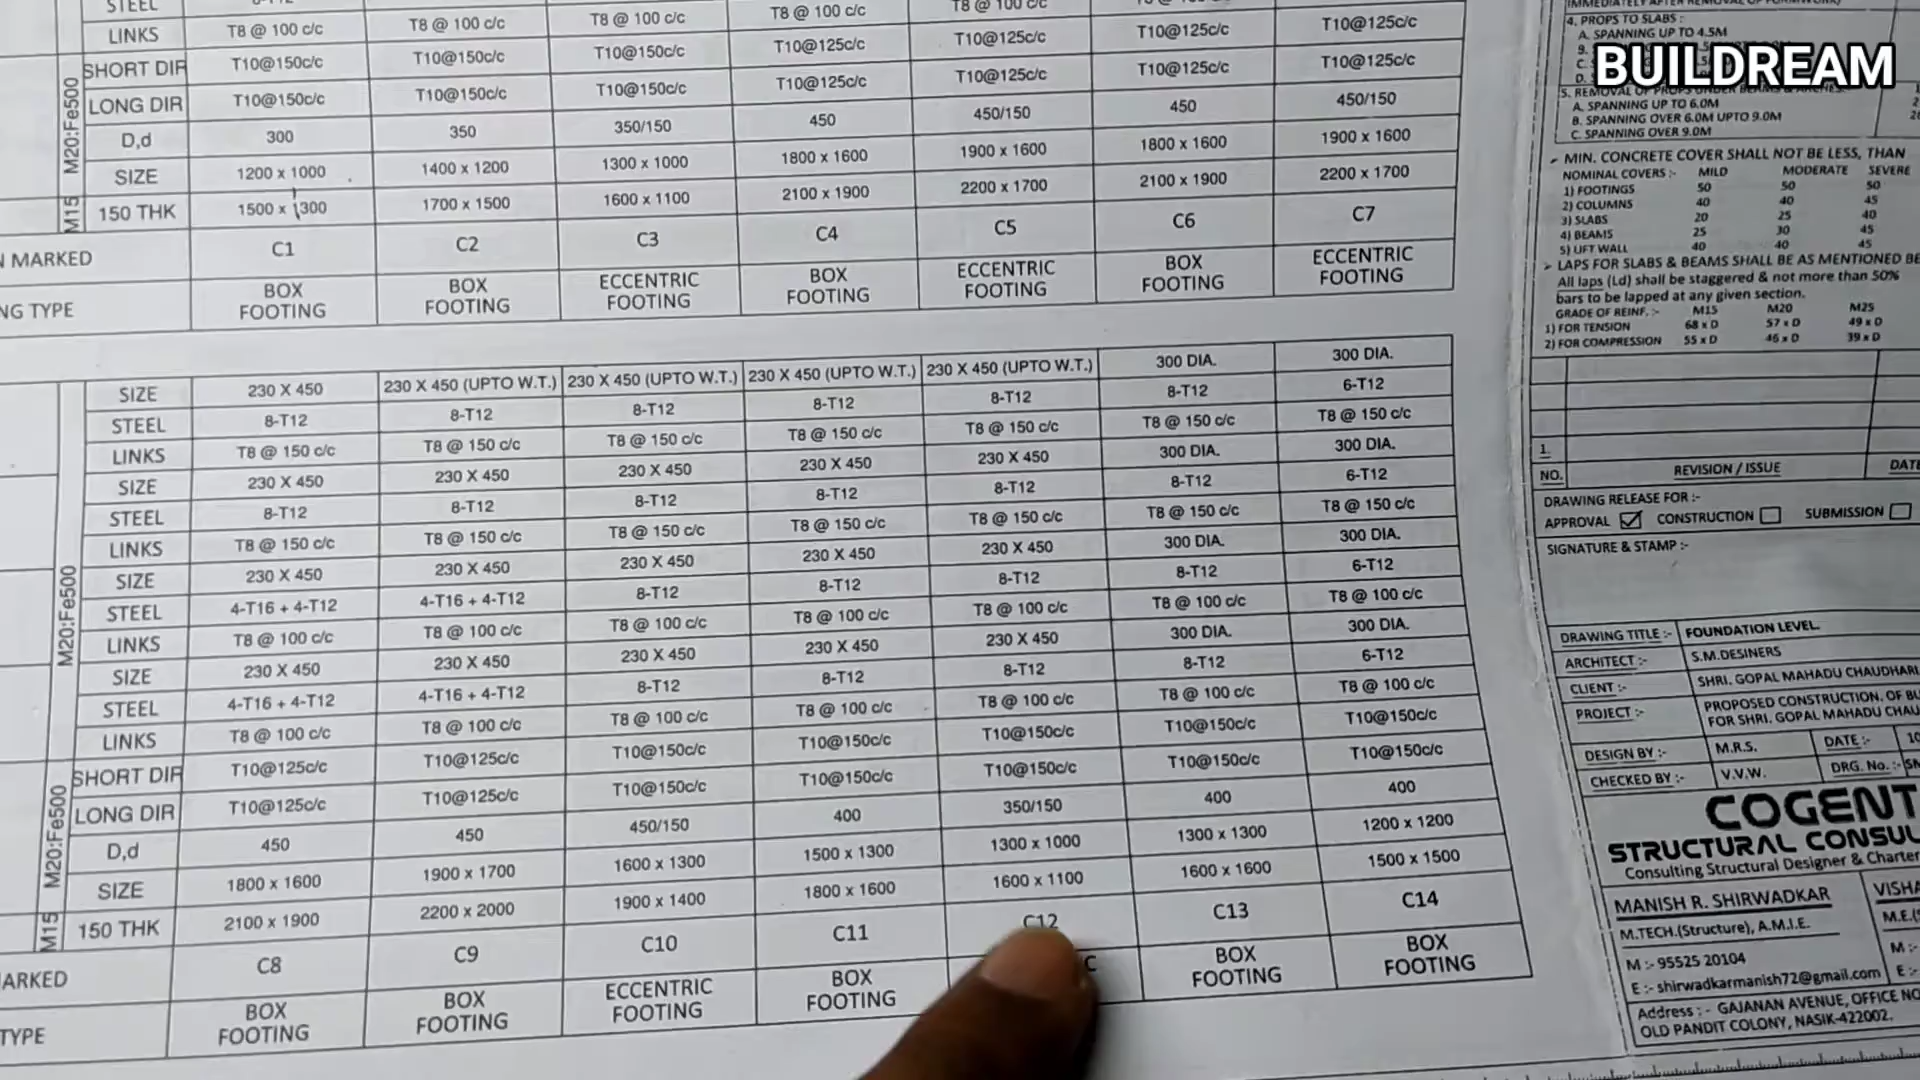 STEEL
LINKS T8 @ 100 c/c T8 @ 100 c/c T8 @ 100 c/c T8 @ 100 c/c T8 @ 100 c/c
SHORT DIR T10@150c/c T10@150c/c T10@150c/c T10@125c/c T10@125c/c T10@125c/c T10@125c/c
LONG DIR T10@150c/c T10@150c/c T10@150c/c T10@125c/c T10@125c/c T10@125c/c T10@125c/c
D,d 300 350 350/150 450 450/150 450 450/150
SIZE 1200 x 1000 1400 x 1200 1300 x 1000 1800 x 1600 1900 x 1600 1800 x 1600 1900 x 1600
150 THK 1500 x 1300 1700 x 1500 1600 x 1100 2100 x 1900 2200 x 1700 2100 x 1900 2200 x 1700
M20:Fe500
M15
N MARKED C1 C2 C3 C4 C5 C6 C7
NG TYPE BOX FOOTING BOX FOOTING ECCENTRIC FOOTING BOX FOOTING ECCENTRIC FOOTING BOX FOOTING ECCENTRIC FOOTING
SIZE 230 X 450 230 X 450 (UPTO W.T.) 230 X 450 (UPTO W.T.) 230 X 450 (UPTO W.T.) 230 X 450 (UPTO W.T.) 300 DIA. 300 DIA.
STEEL 8-T12 8-T12 8-T12 8-T12 8-T12 8-T12 6-T12
LINKS T8 @ 150 c/c T8 @ 150 c/c T8 @ 150 c/c T8 @ 150 c/c T8 @ 150 c/c T8 @ 150 c/c T8 @ 150 c/c
SIZE 230 X 450 230 X 450 230 X 450 230 X 450 230 X 450 300 DIA. 300 DIA.
STEEL 8-T12 8-T12 8-T12 8-T12 8-T12 8-T12 6-T12
LINKS T8 @ 150 c/c T8 @ 150 c/c T8 @ 150 c/c T8 @ 150 c/c T8 @ 150 c/c T8 @ 150 c/c T8 @ 150 c/c
SIZE 230 X 450 230 X 450 230 X 450 230 X 450 230 X 450 300 DIA. 300 DIA.
STEEL 4-T16 + 4-T12 4-T16 + 4-T12 8-T12 8-T12 8-T12 8-T12 6-T12
LINKS T8 @ 100 c/c T8 @ 100 c/c T8 @ 100 c/c T8 @ 100 c/c T8 @ 100 c/c T8 @ 100 c/c T8 @ 100 c/c
SIZE 230 X 450 230 X 450 230 X 450 230 X 450 230 X 450 300 DIA. 300 DIA.
STEEL 4-T16 + 4-T12 4-T16 + 4-T12 8-T12 8-T12 8-T12 8-T12 6-T12
LINKS T8 @ 100 c/c T8 @ 100 c/c T8 @ 100 c/c T8 @ 100 c/c T8 @ 100 c/c T8 @ 100 c/c T8 @ 100 c/c
M20:Fe500
SHORT DIR T10@125c/c T10@125c/c T10@150c/c T10@150c/c T10@150c/c T10@150c/c T10@150c/c
LONG DIR T10@125c/c T10@125c/c T10@150c/c T10@150c/c T10@150c/c T10@150c/c T10@150c/c
D,d 450 450 450/150 400 350/150 400 400
SIZE 1800 x 1600 1900 x 1700 1600 x 1300 1500 x 1300 1300 x 1000 1300 x 1300 1200 x 1200
150 THK 2100 x 1900 2200 x 2000 1900 x 1400 1800 x 1600 1600 x 1100 1600 x 1600 1500 x 1500
M20:Fe500
M15
MARKED C8 C9 C10 C11 C12 C13 C14
TYPE BOX FOOTING BOX FOOTING ECCENTRIC FOOTING BOX FOOTING C BOX FOOTING BOX FOOTING
BUILDREAM
4. PROPS TO SLABS :
A. SPANNING UP TO 4.5M
B.
C.
D.
5. REMOVAL OF PROPS UNDER BEAMS & ARCHES:-
A. SPANNING UP TO 6.0M
B. SPANNING OVER 6.0M UPTO 9.0M
C. SPANNING OVER 9.0M
MIN. CONCRETE COVER SHALL NOT BE LESS, THAN
NOMINAL COVERS :- MILD MODERATE SEVERE
1) FOOTINGS 50 50 50
2) COLUMNS 40 40 45
3) SLABS 20 25 40
4) BEAMS 25 30 45
5) LIFT WALL 40 40 45
LAPS FOR SLABS & BEAMS SHALL BE AS MENTIONED BE
All laps (Ld) shall be staggered & not more than 50%
bars to be lapped at any given section.
GRADE OF REINF. :- M15 M20 M25
1) FOR TENSION 68 x D 57 x D 49 x D
2) FOR COMPRESSION 55 x D 46 x D 39 x D
1.
NO. REVISION / ISSUE DATE
DRAWING RELEASE FOR :-
APPROVAL CONSTRUCTION SUBMISSION
SIGNATURE & STAMP :-
DRAWING TITLE :- FOUNDATION LEVEL.
ARCHITECT :- S.M.DESINERS
CLIENT :- SHRI. GOPAL MAHADU CHAUDHARI
PROJECT :- PROPOSED CONSTRUCTION. OF BU
FOR SHRI. GOPAL MAHADU CHAU
DESIGN BY :- M.R.S. DATE :- 10
CHECKED BY :- V.V.W. DRG. No. :- SM
COGENT
STRUCTURAL CONSU
Consulting Structural Designer & Charter
MANISH R. SHIRWADKAR VISHA
M.TECH.(Structure), A.M.I.E. M.E.(S
M :- 95525 20104 M :-
E :- shirwadkarmanish72@gmail.com E :-
Address : - GAJANAN AVENUE, OFFICE NO
OLD PANDIT COLONY, NASIK-422002.